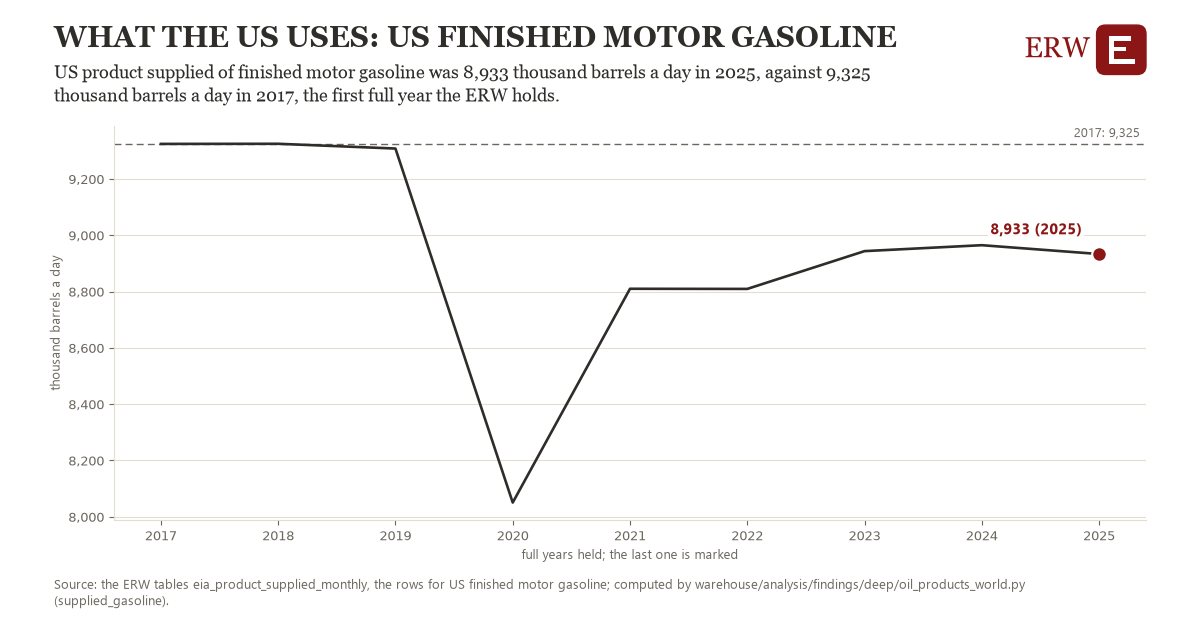 WHAT THE US USES: US FINISHED MOTOR GASOLINE
US product supplied of finished motor gasoline was 8,933 thousand barrels a day in 2025, against 9,325
thousand barrels a day in 2017, the first full year the ERW holds.
ERW E
2017: 9,325
8,933 (2025)
9,200
9,000
8,800
8,600
8,400
8,200
8,000
thousand barrels a day
2017 2018 2019 2020 2021 2022 2023 2024 2025
full years held; the last one is marked
Source: the ERW tables eia_product_supplied_monthly, the rows for US finished motor gasoline; computed by warehouse/analysis/findings/deep/oil_products_world.py
(supplied_gasoline).